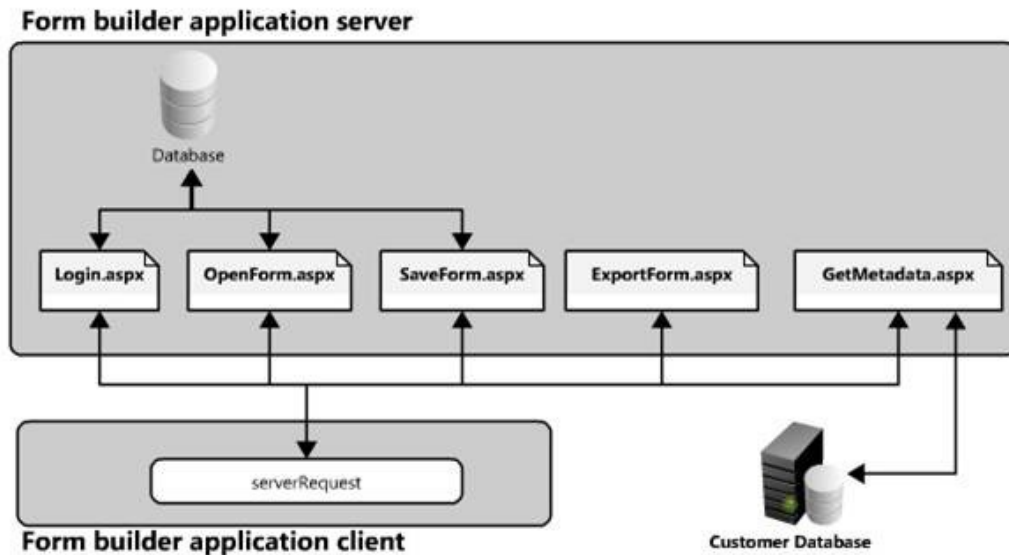 Form builder application server
Database
Login.aspx
OpenForm.aspx
SaveForm.aspx
ExportForm.aspx
GetMetadata.aspx
serverRequest
Form builder application client
Customer Database